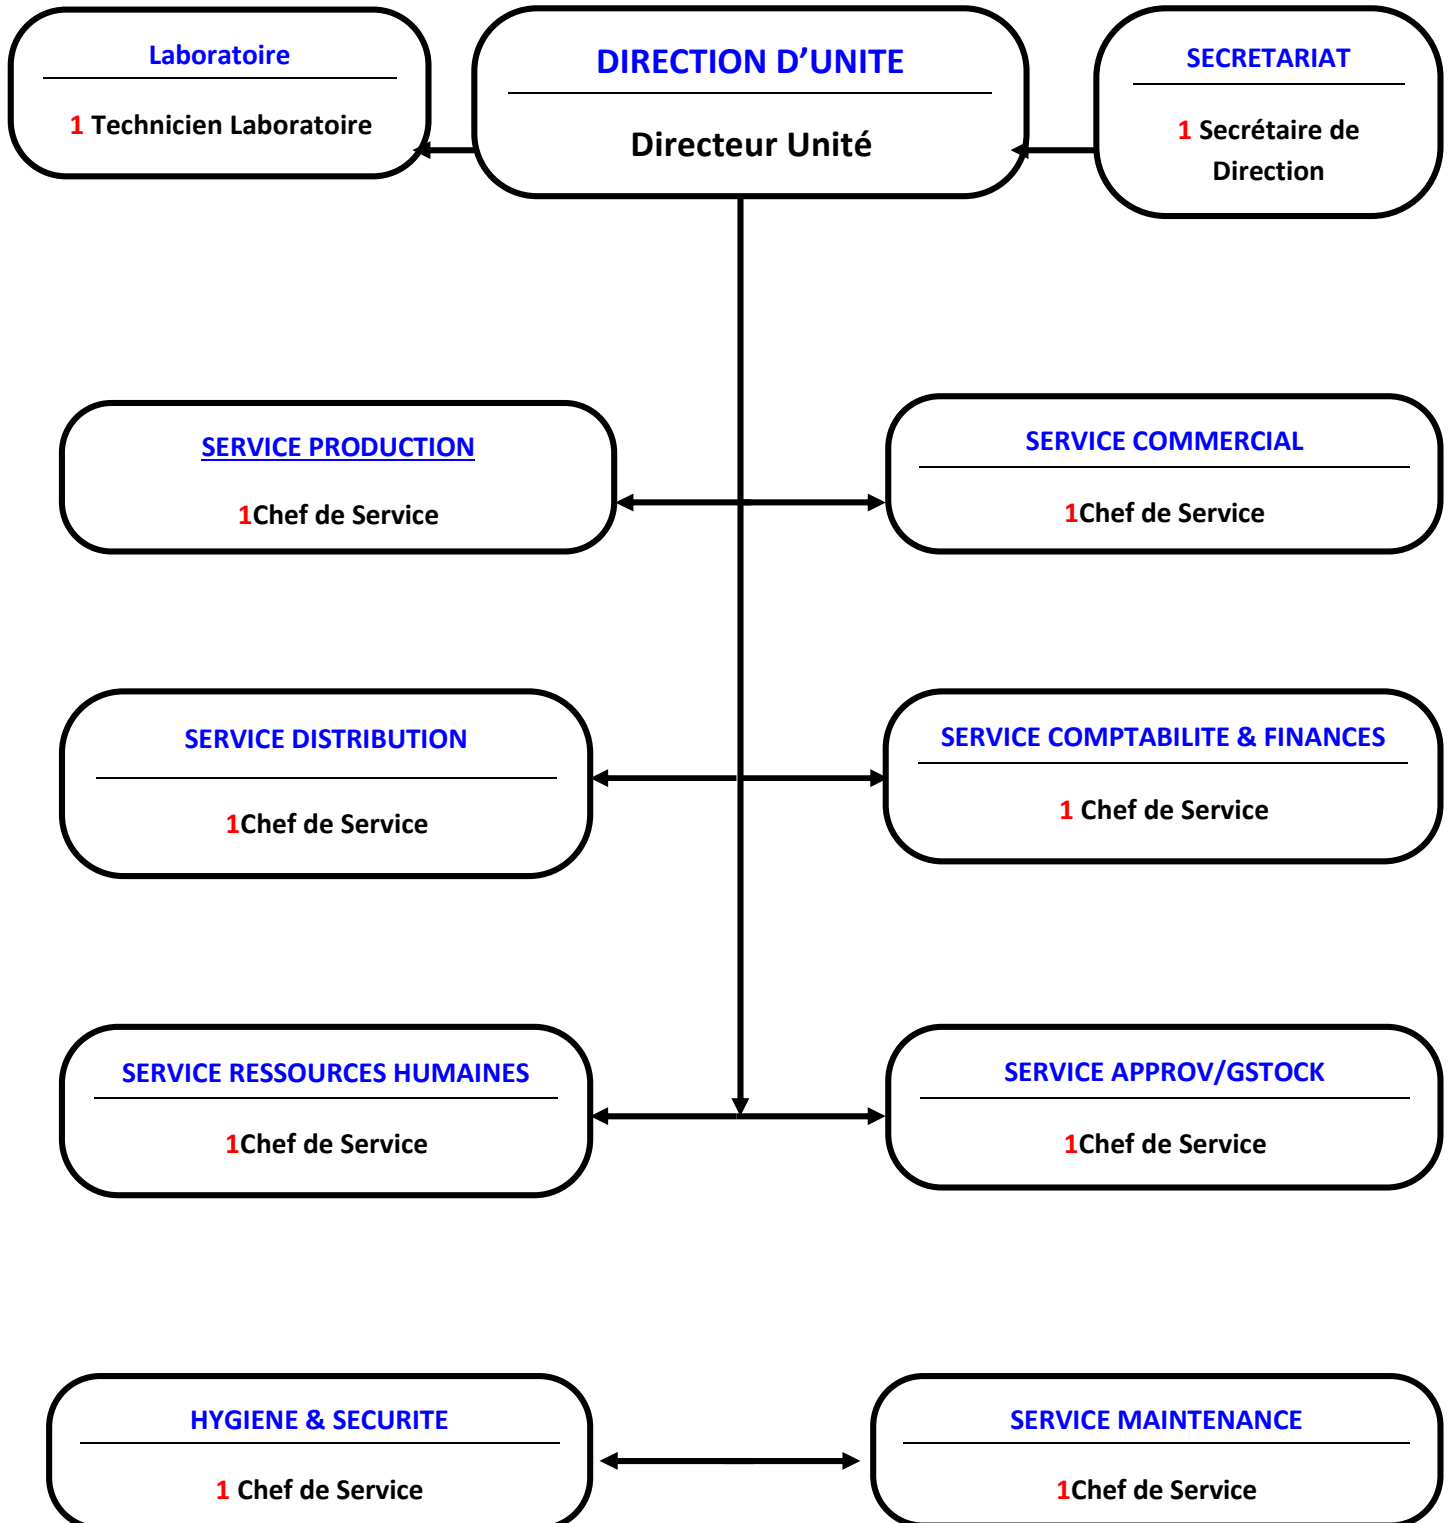 Laboratoire
1 Technicien Laboratoire
DIRECTION D’UNITE
Directeur Unité
SECRETARIAT
1 Secrétaire de
Direction
SERVICE PRODUCTION
1Chef de Service
SERVICE COMMERCIAL
1Chef de Service
SERVICE DISTRIBUTION
1Chef de Service
SERVICE COMPTABILITE & FINANCES
1 Chef de Service
SERVICE RESSOURCES HUMAINES
1Chef de Service
SERVICE APPROV/GSTOCK
1Chef de Service
HYGIENE & SECURITE
1 Chef de Service
SERVICE MAINTENANCE
1Chef de Service